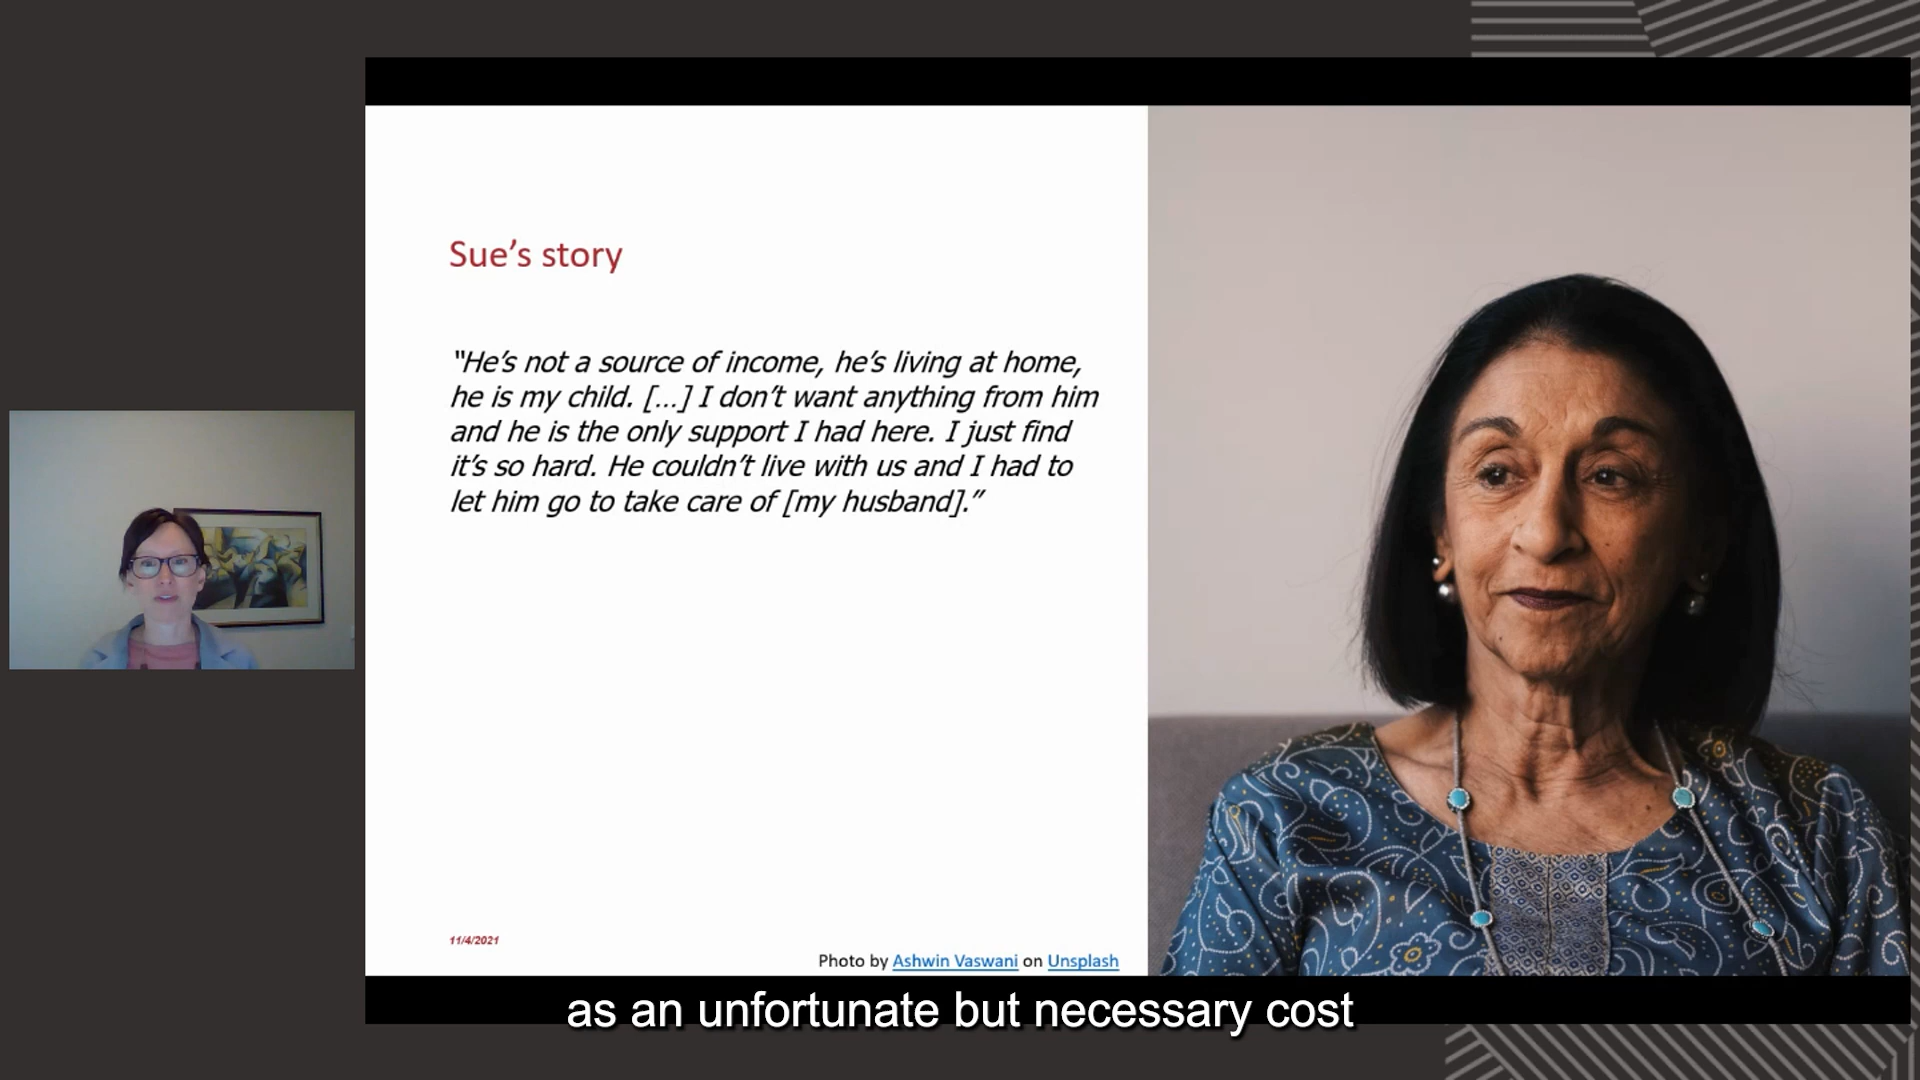 Sue’s story
“He’s not a source of income, he’s living at home,
he is my child. [...] I don’t want anything from him
and he is the only support I had here. I just find
it’s so hard. He couldn’t live with us and I had to
let him go to take care of [my husband].”
11/4/2021
Photo by Ashwin Vaswani on Unsplash
as an unfortunate but necessary cost